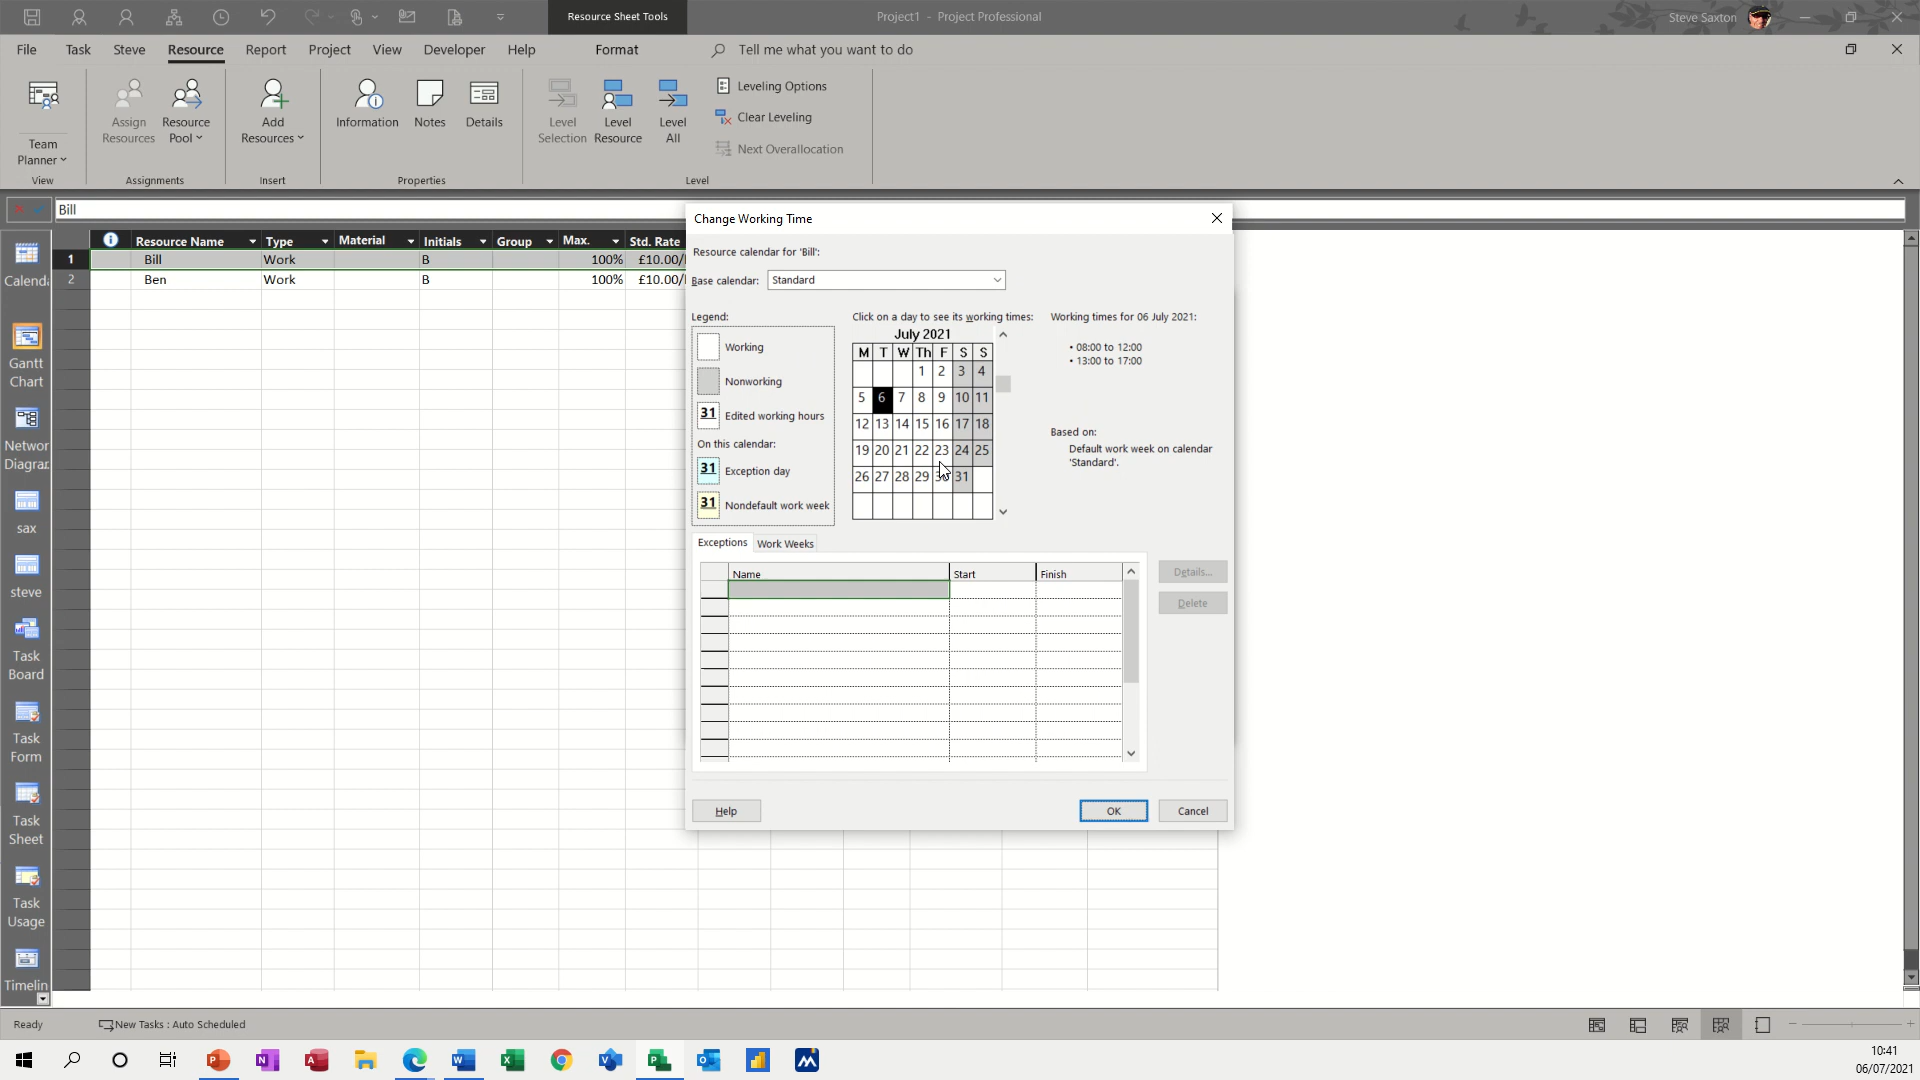 Resource Sheet Tools
Project1 - Project Professional
Steve Saxton
File Task Steve Resource Report Project View Developer Help Format Tell me what you want to do
Team Planner
Assign Resources
Resource Pool
Add Resources
Information
Notes
Details
Level Selection
Level Resource
Level All
Leveling Options
Clear Leveling
Next Overallocation
View Assignments Insert Properties Level
Bill
Resource Name Type Material Initials Group Max. Std. Rate
1 Bill Work B 100% £10.00/
2 Ben Work B 100% £10.00/
Calenda
Gantt Chart
Networ Diagrar
sax
steve
Task Board
Task Form
Task Sheet
Task Usage
Timelin
Change Working Time
Resource calendar for 'Bill':
Base calendar: Standard
Legend:
Working
Nonworking
31 Edited working hours
On this calendar:
31 Exception day
31 Nondefault work week
Click on a day to see its working times:
July 2021
M T W Th F S S
1 2 3 4
5 6 7 8 9 10 11
12 13 14 15 16 17 18
19 20 21 22 23 24 25
26 27 28 29 30 31
Working times for 06 July 2021:
• 08:00 to 12:00
• 13:00 to 17:00
Based on:
Default work week on calendar
'Standard'.
Exceptions Work Weeks
Name Start Finish
Details...
Delete
Help OK Cancel
Ready New Tasks : Auto Scheduled
10:41
06/07/2021